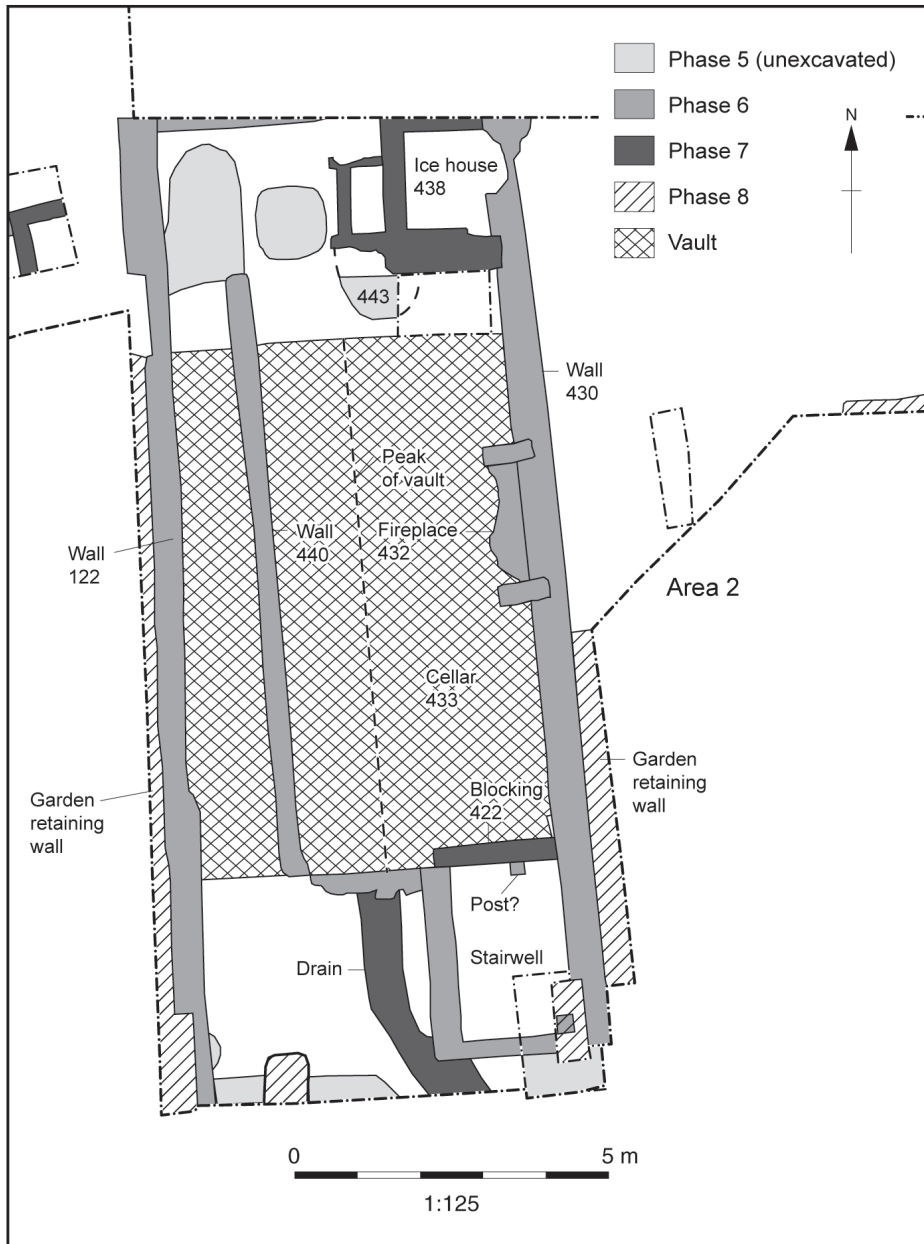 Phase 5 (unexcavated)
Phase 6
Phase 7
Phase 8
Vault
N
Ice house
438
443
Wall
430
Peak
of vault
Wall
440
Fireplace
432
Wall
122
Area 2
Cellar
433
Garden
retaining
wall
Blocking
422
Garden
retaining
wall
Post?
Drain
Stairwell
0
5 m
1:125